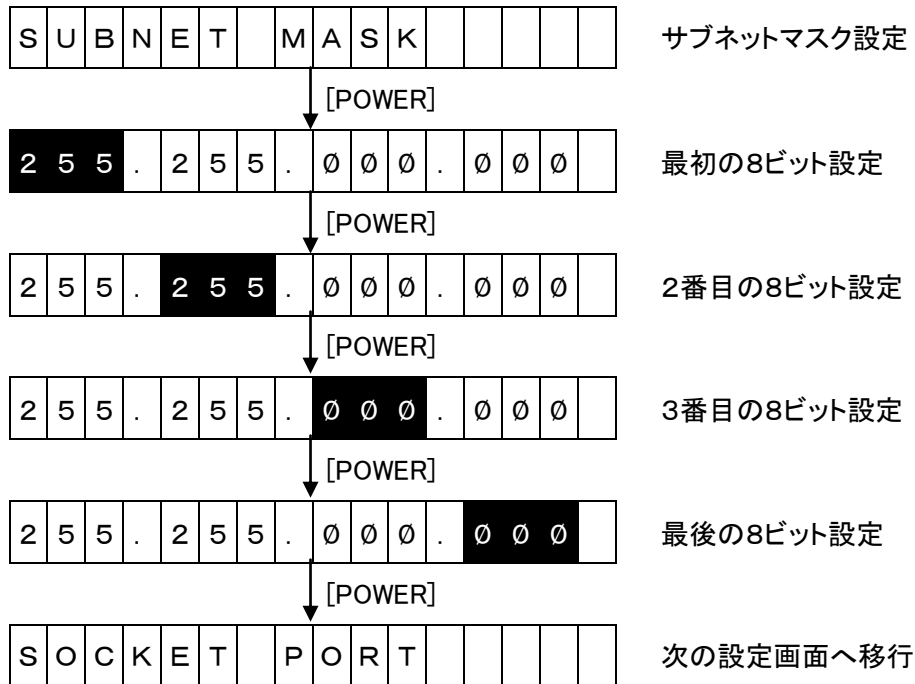 SUBNET MASK サブネットマスク設定
[POWER]
255.255.ØØØ.ØØØ 最初の8ビット設定
[POWER]
255.255.ØØØ.ØØØ 2番目の8ビット設定
[POWER]
255.255.ØØØ.ØØØ 3番目の8ビット設定
[POWER]
255.255.ØØØ.ØØØ 最後の8ビット設定
[POWER]
SOCKET PORT 次の設定画面へ移行